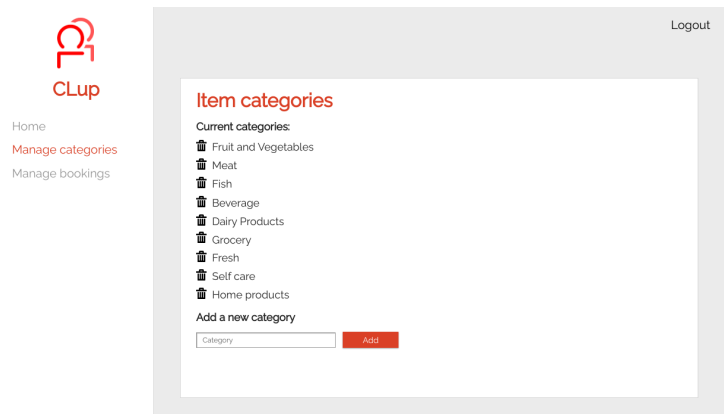 Logout
CLup
Home
Manage categories
Manage bookings
Item categories
Current categories:
Fruit and Vegetables
Meat
Fish
Beverage
Dairy Products
Grocery
Fresh
Self care
Home products
Add a new category
Category
Add